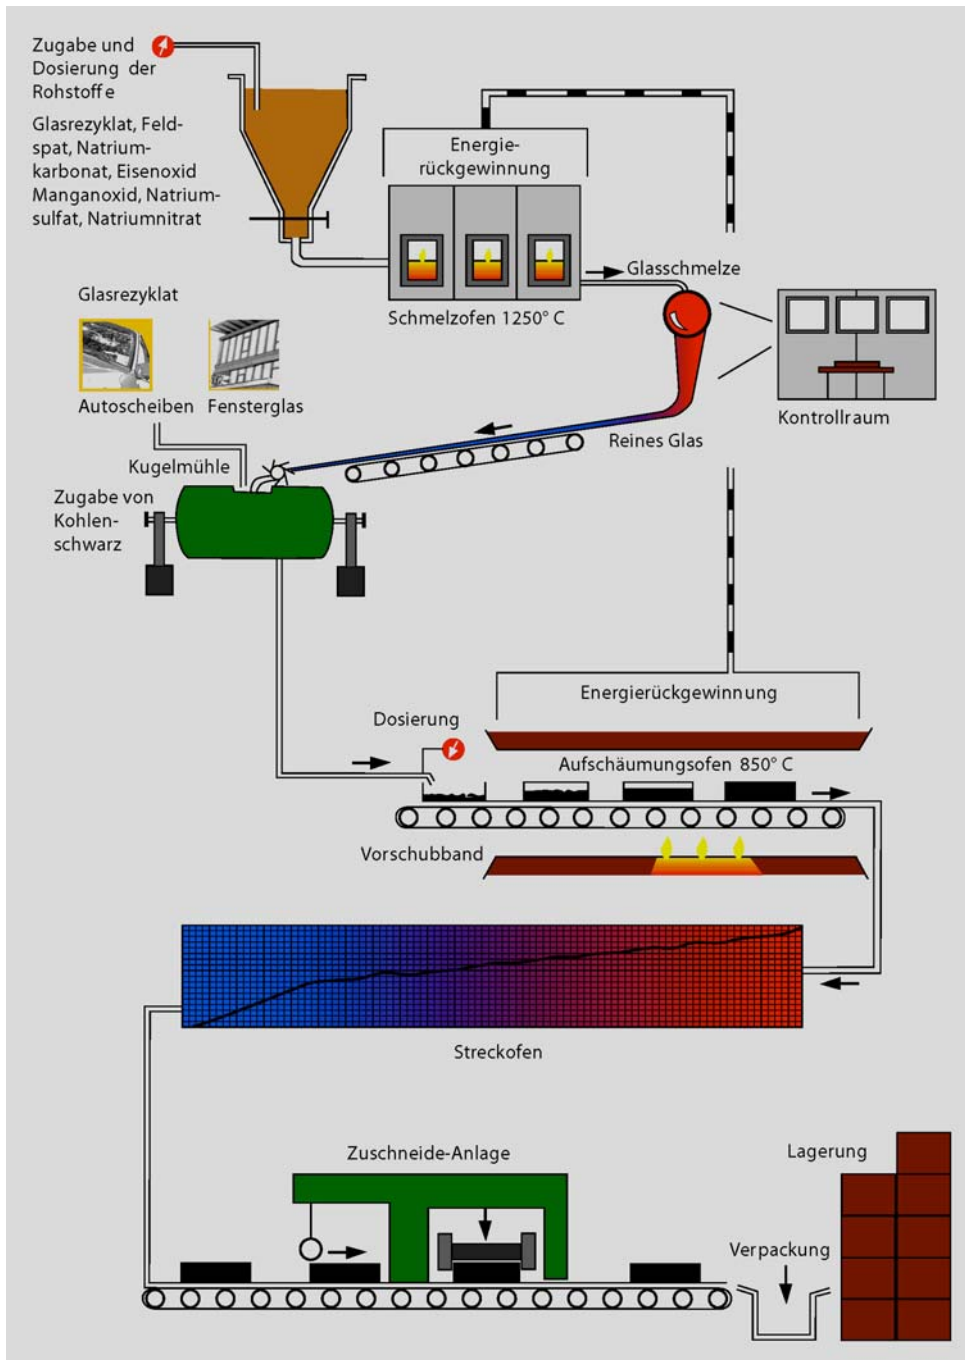 Zugabe und
Dosierung der
Rohstoffe
Glasrezyklat, Feld-
spat, Natrium-
karbonat, Eisenoxid
Manganoxid, Natrium-
sulfat, Natriumnitrat
Energie-
rückgewinnung
Glasschmelze
Schmelzofen 1250° C
Glasrezyklat
Autoscheiben
Fensterglas
Kontrollraum
Reines Glas
Kugelmühle
Zugabe von
Kohlen-
schwarz
Energierückgewinnung
Dosierung
Aufschäumungsofen 850° C
Vorschubband
Streckofen
Zuschneide-Anlage
Lagerung
Verpackung